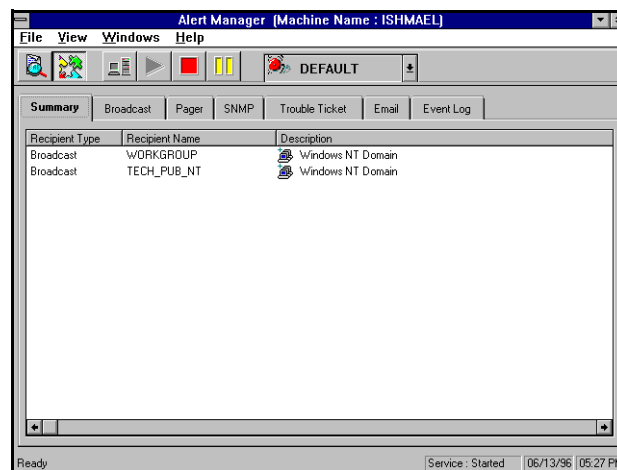 Alert Manager (Machine Name : ISHMAEL)
File View Windows Help
DEFAULT
Summary Broadcast Pager SNMP Trouble Ticket Email Event Log
Recipient Type Recipient Name Description
Broadcast WORKGROUP Windows NT Domain
Broadcast TECH_PUB_NT Windows NT Domain
Ready Service : Started 06/13/96 05:27 P